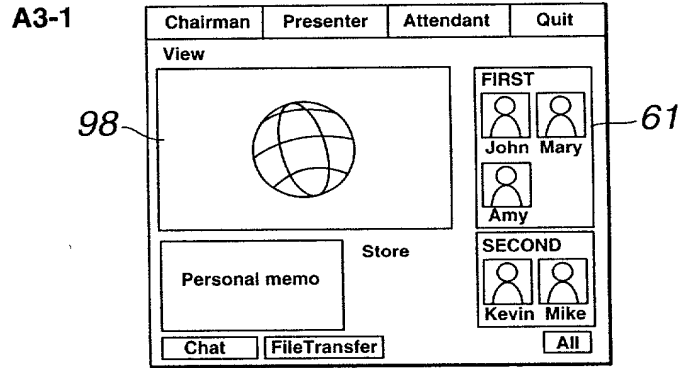 A3-1
Chairman Presenter Attendant Quit
View
98
FIRST
61
John Mary
Amy
Store
SECOND
Personal memo
Kevin Mike
Chat FileTransfer All